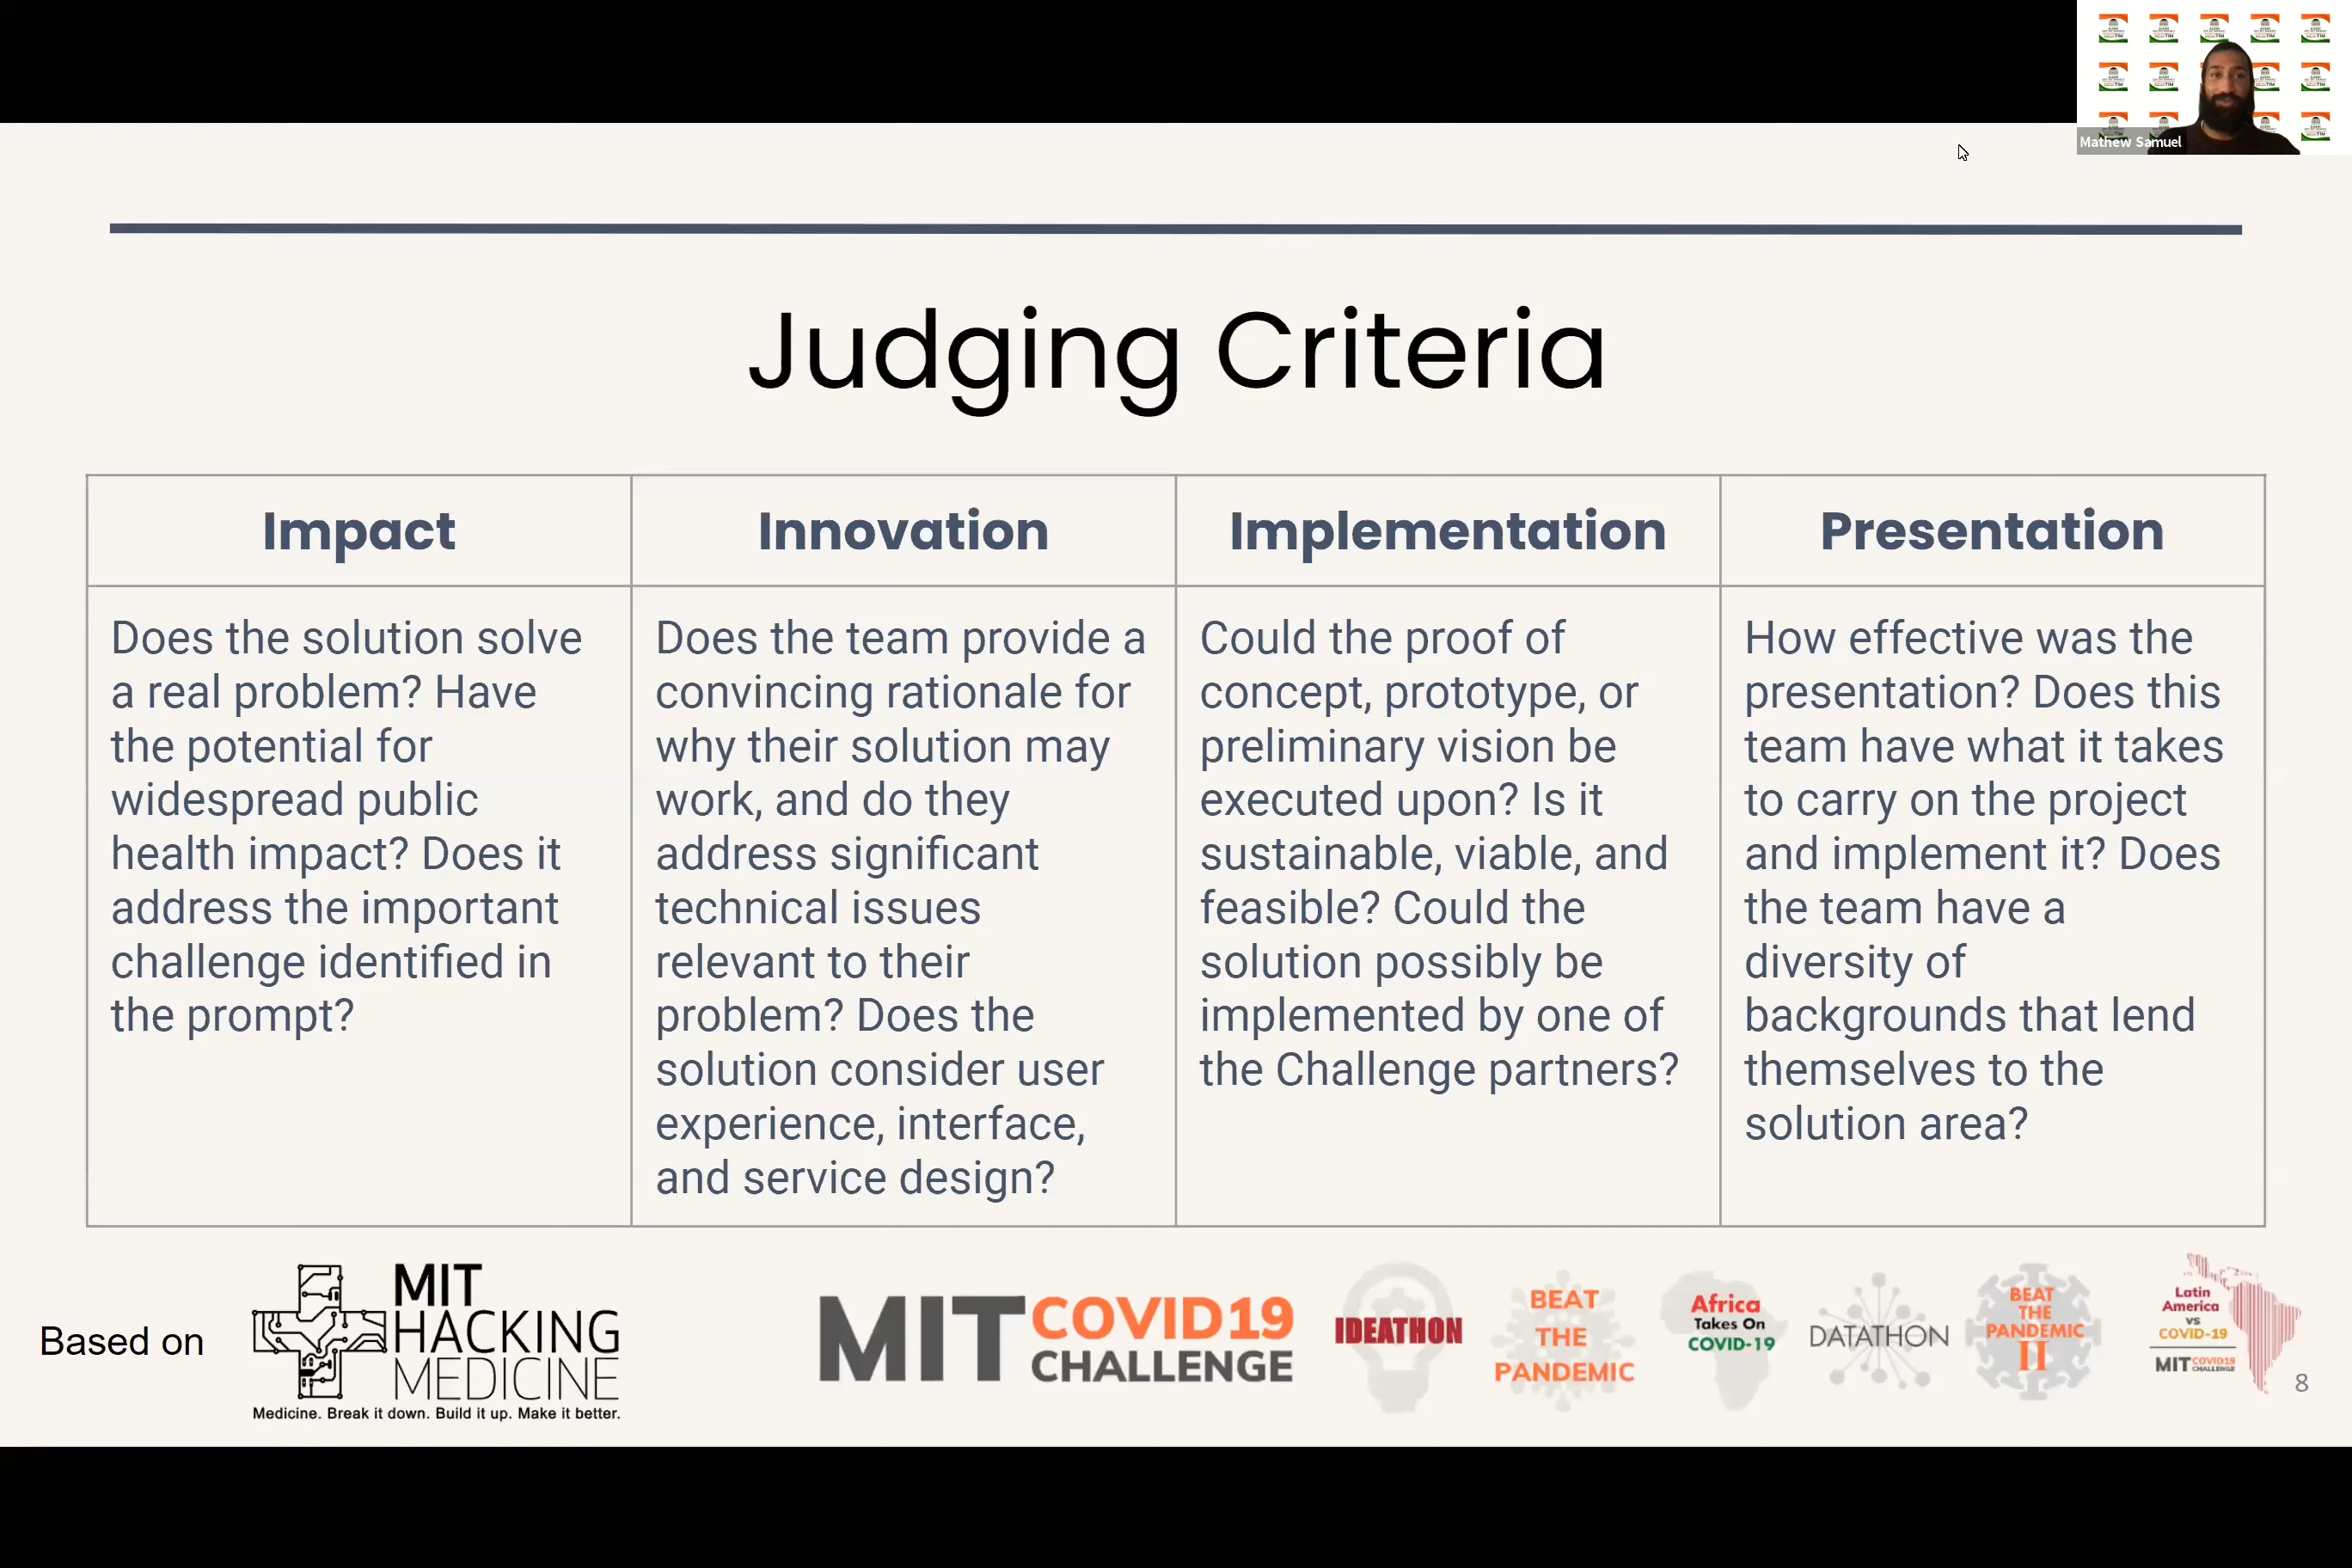 Mathew Samuel
Judging Criteria
Impact
Innovation
Implementation
Presentation
Does the solution solve
a real problem? Have
the potential for
widespread public
health impact? Does it
address the important
challenge identified in
the prompt?
Does the team provide a
convincing rationale for
why their solution may
work, and do they
address significant
technical issues
relevant to their
problem? Does the
solution consider user
experience, interface,
and service design?
Could the proof of
concept, prototype, or
preliminary vision be
executed upon? Is it
sustainable, viable, and
feasible? Could the
solution possibly be
implemented by one of
the Challenge partners?
How effective was the
presentation? Does this
team have what it takes
to carry on the project
and implement it? Does
the team have a
diversity of
backgrounds that lend
themselves to the
solution area?
Based on
MIT
HACKING
MEDICINE
Medicine. Break it down. Build it up. Make it better.
MIT COVID19
CHALLENGE
IDEATHON
BEAT
THE
PANDEMIC
Africa
Takes On
COVID-19
DATATHON
BEAT
THE
PANDEMIC
II
Latin
America
vs
COVID-19
MIT COVID19
CHALLENGE
8